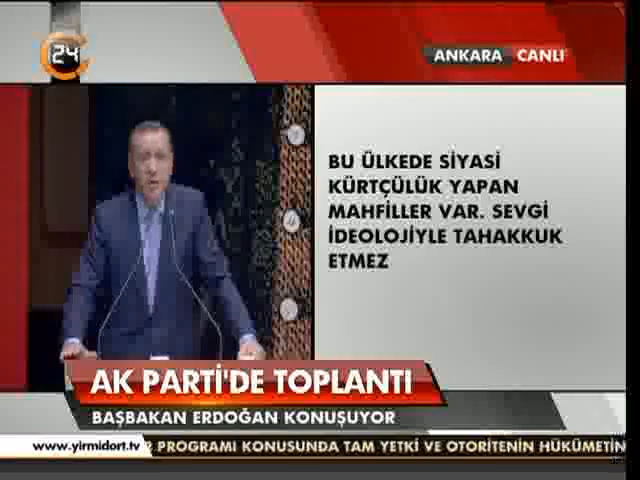 24
ANKARA CANLI
BU ÜLKEDE SİYASİ
KÜRTÇÜLÜK YAPAN
MAHFİLLER VAR. SEVGİ
İDEOLOJİYLE TAHAKKUK
ETMEZ
AK PARTİ'DE TOPLANTI
BAŞBAKAN ERDOĞAN KONUŞUYOR
www.yirmidort.tv PROGRAMI KONUSUNDA TAM YETKİ VE OTORİTENİN HÜKÜMETİN